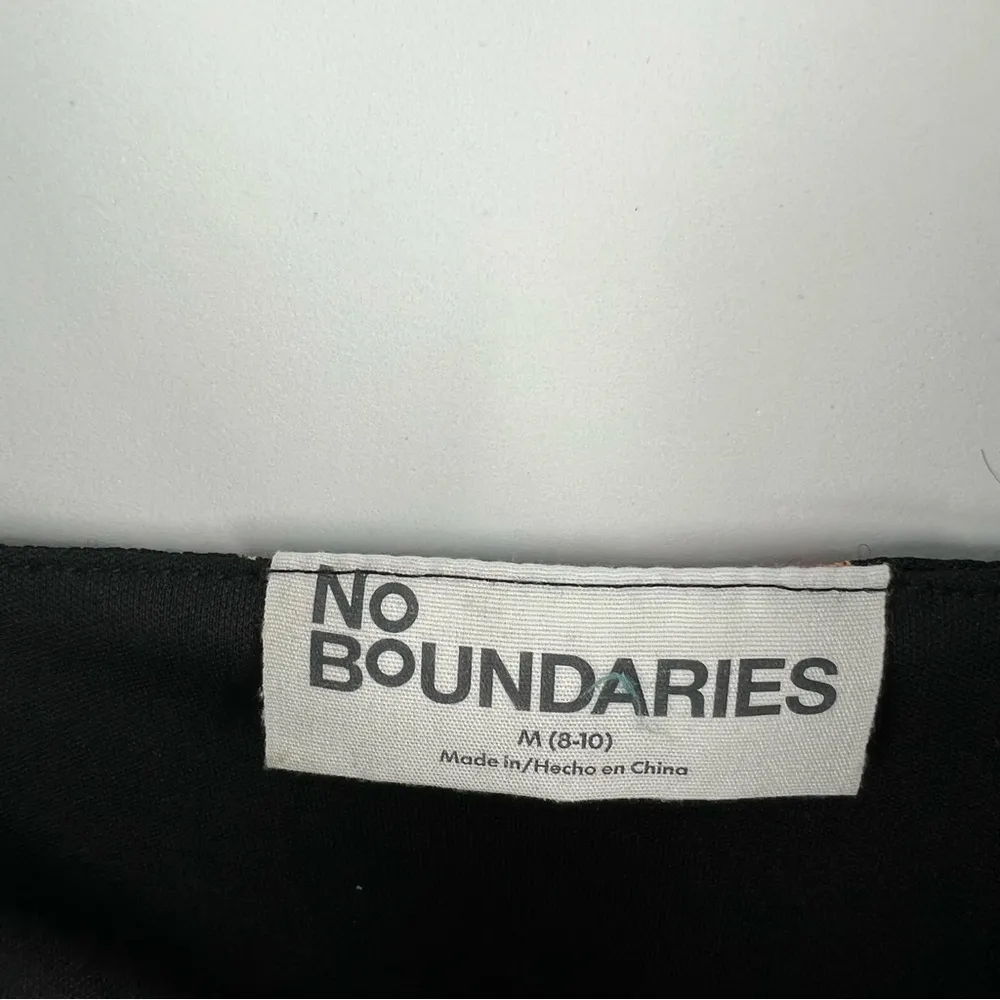 No
BoUNDARIES
M (8-10)
Made in/Hecho en China